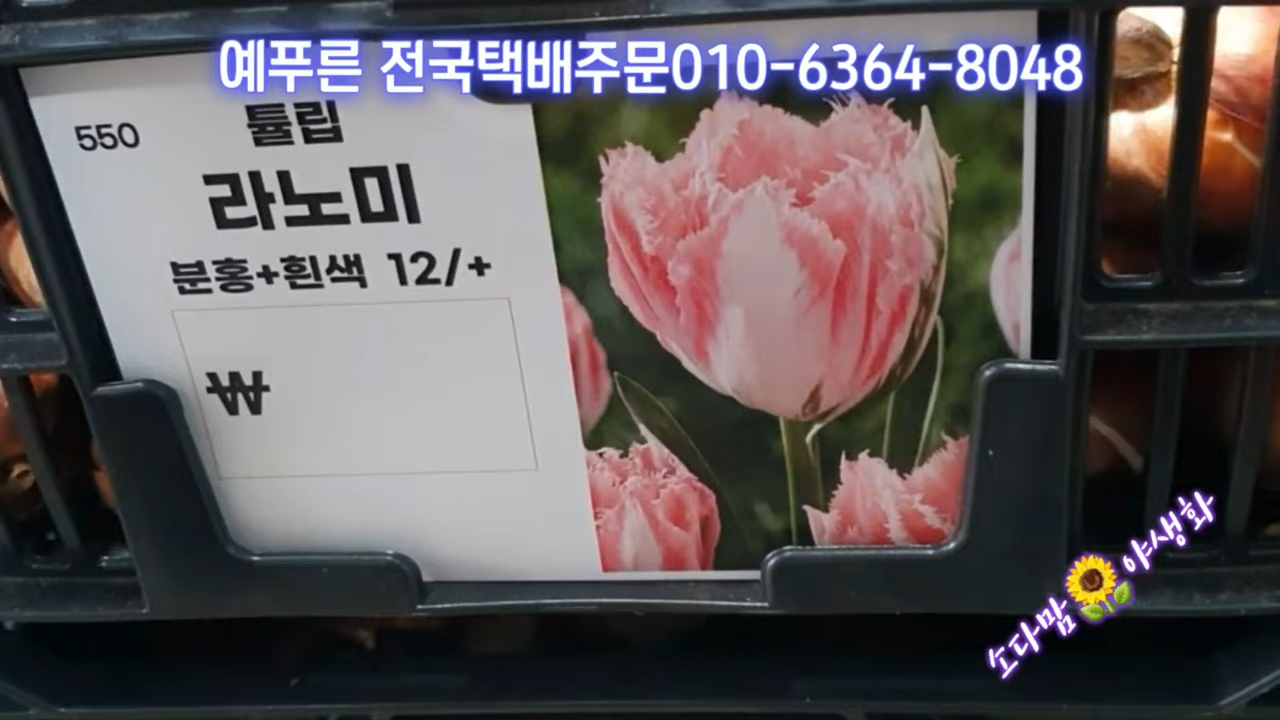 예푸른 전국택배주문010-6364-8048
550
튤립
라노미
분홍+흰색 12/+
₩
소다맘🌻야생화